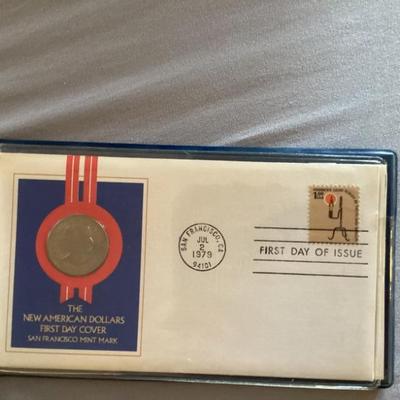 THE
NEW AMERICAN DOLLARS
FIRST DAY COVER
SAN FRANCISCO MINT MARK
SAN FRANCISCO, CA
JUL
2
1979
94101
FIRST DAY OF ISSUE